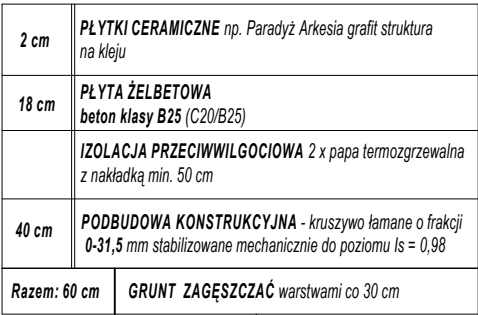 2 cm
PŁYTKI CERAMICZNE np. Paradyż Arkesia grafit struktura
na kleju
18 cm
PŁYTA ŻELBETOWA
beton klasy B25 (C20/B25)
IZOLACJA PRZECIWWILGOCIOWA 2 x papa termozgrzewalna
z nakładką min. 50 cm
40 cm
PODBUDOWA KONSTRUKCYJNA - kruszywo łamane o frakcji
0-31,5 mm stabilizowane mechanicznie do poziomu Is = 0,98
Razem: 60 cm
GRUNT ZAGĘSZCZAĆ warstwami co 30 cm